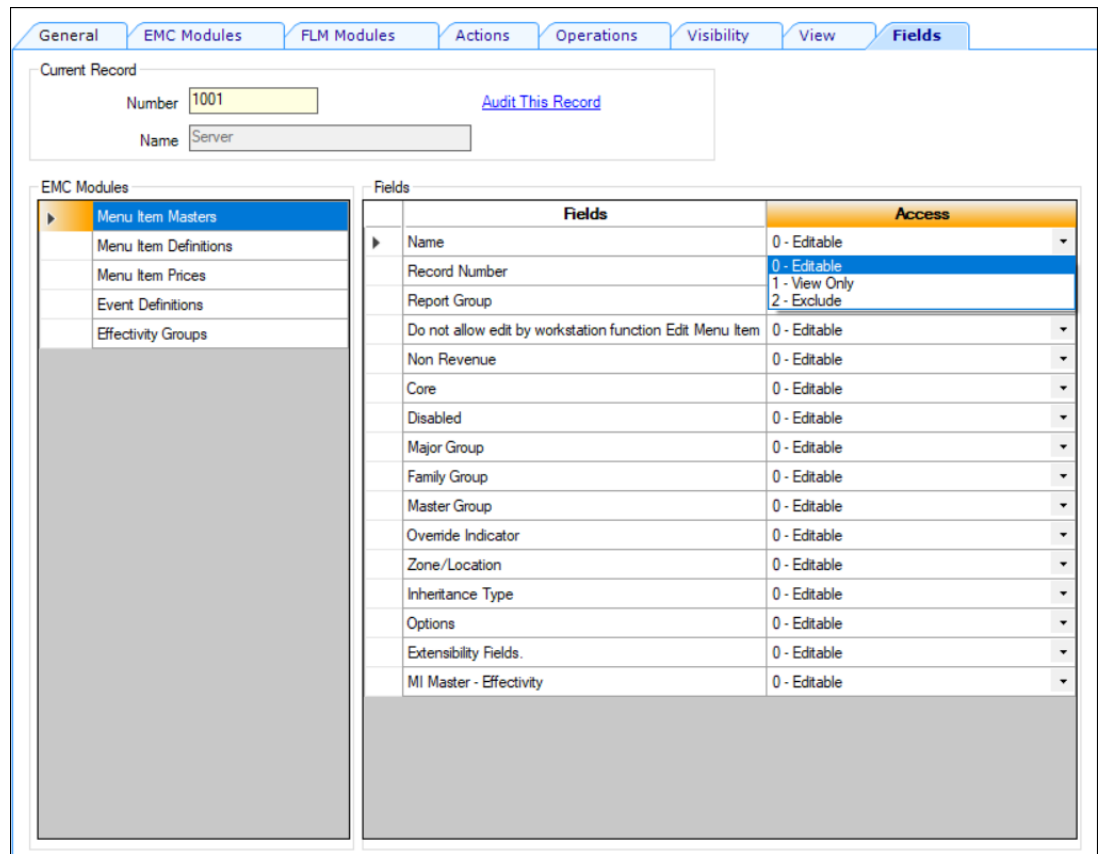 General EMC Modules FLM Modules Actions Operations Visibility View Fields
Current Record
Number 1001 Audit This Record
Name Server
EMC Modules
Menu Item Masters
Menu Item Definitions
Menu Item Prices
Event Definitions
Effectivity Groups
Fields
Fields Access
Name 0 - Editable
Record Number 0 - Editable
1 - View Only
Report Group 2 - Exclude
Do not allow edit by workstation function Edit Menu Item 0 - Editable
Non Revenue 0 - Editable
Core 0 - Editable
Disabled 0 - Editable
Major Group 0 - Editable
Family Group 0 - Editable
Master Group 0 - Editable
Override Indicator 0 - Editable
Zone/Location 0 - Editable
Inheritance Type 0 - Editable
Options 0 - Editable
Extensibility Fields. 0 - Editable
MI Master - Effectivity 0 - Editable